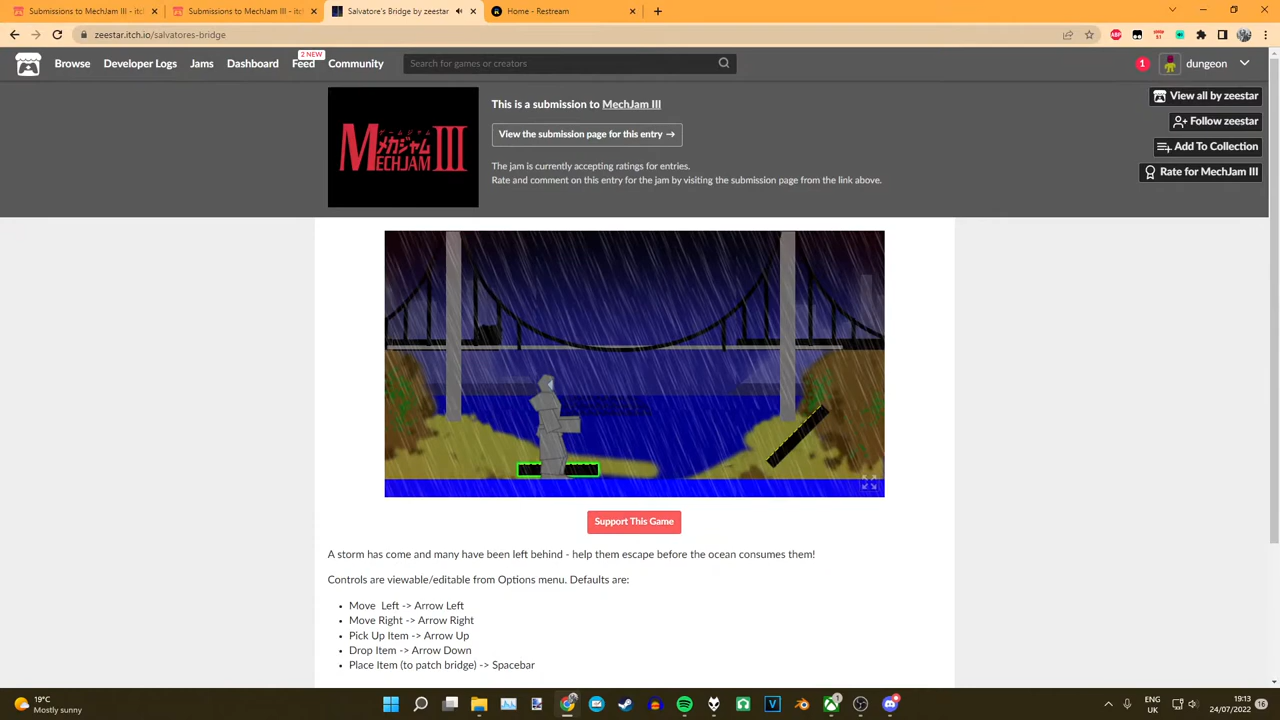 Submissions to MechJam III - itc
Submissions to MechJam III - itc
Salvatore's Bridge by zeestar
Home - Restream
zeestar.itch.io/salvatores-bridge
2 NEW
Browse Developer Logs Jams Dashboard Feed Community Search for games or creators 1 dungeon
This is a submission to MechJam III
View the submission page for this entry →
The jam is currently accepting ratings for entries.
Rate and comment on this entry for the jam by visiting the submission page from the link above.
ゲームジャム
メカジャム
MECHJAM III
View all by zeestar
Follow zeestar
Add To Collection
Rate for MechJam III
Support This Game
A storm has come and many have been left behind - help them escape before the ocean consumes them!
Controls are viewable/editable from Options menu. Defaults are:
• Move Left -> Arrow Left
• Move Right -> Arrow Right
• Pick Up Item -> Arrow Up
• Drop Item -> Arrow Down
• Place Item (to patch bridge) -> Spacebar
19°C
Mostly sunny
ENG
UK
19:13
24/07/2022